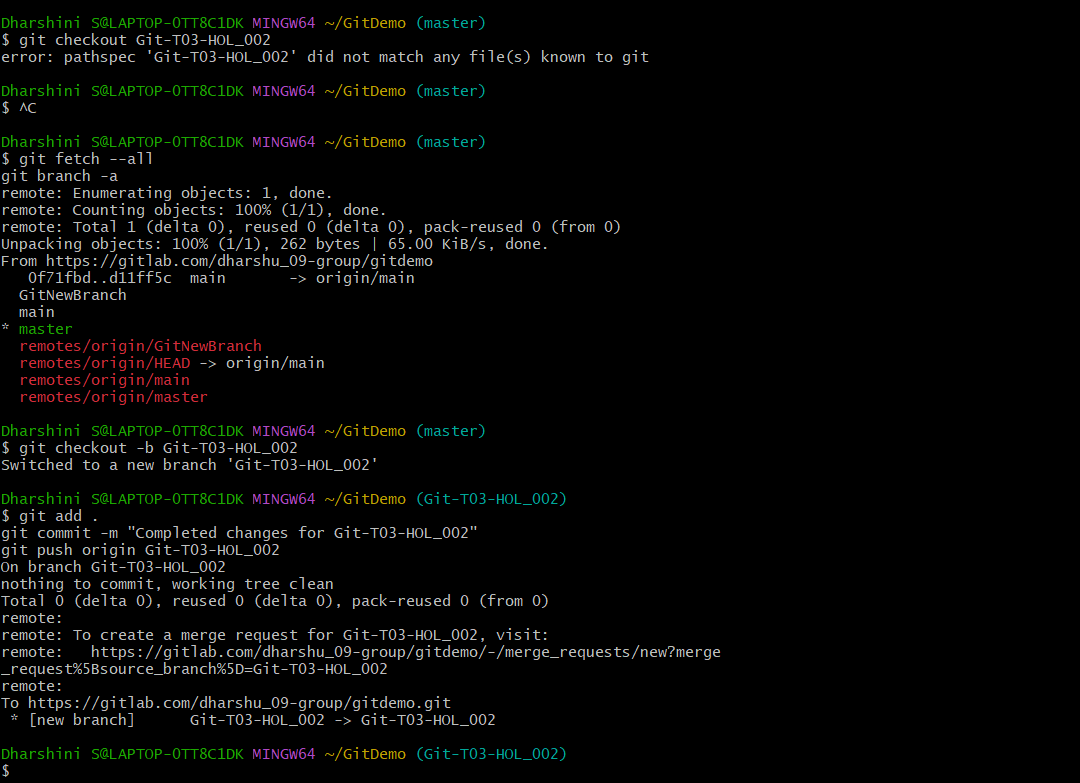 Dharshini S@LAPTOP-0TT8C1DK MINGW64 ~/GitDemo (master)
$ git checkout Git-T03-HOL_002
error: pathspec 'Git-T03-HOL_002' did not match any file(s) known to git
Dharshini S@LAPTOP-0TT8C1DK MINGW64 ~/GitDemo (master)
$ ^C
Dharshini S@LAPTOP-0TT8C1DK MINGW64 ~/GitDemo (master)
$ git fetch --all
git branch -a
remote: Enumerating objects: 1, done.
remote: Counting objects: 100% (1/1), done.
remote: Total 1 (delta 0), reused 0 (delta 0), pack-reused 0 (from 0)
Unpacking objects: 100% (1/1), 262 bytes | 65.00 KiB/s, done.
From https://gitlab.com/dharshu_09-group/gitdemo
   0f71fbd..d11ff5c  main       -> origin/main
  GitNewBranch
  main
* master
  remotes/origin/GitNewBranch
  remotes/origin/HEAD -> origin/main
  remotes/origin/main
  remotes/origin/master
Dharshini S@LAPTOP-0TT8C1DK MINGW64 ~/GitDemo (master)
$ git checkout -b Git-T03-HOL_002
Switched to a new branch 'Git-T03-HOL_002'
Dharshini S@LAPTOP-0TT8C1DK MINGW64 ~/GitDemo (Git-T03-HOL_002)
$ git add .
git commit -m "Completed changes for Git-T03-HOL_002"
git push origin Git-T03-HOL_002
On branch Git-T03-HOL_002
nothing to commit, working tree clean
Total 0 (delta 0), reused 0 (delta 0), pack-reused 0 (from 0)
remote:
remote: To create a merge request for Git-T03-HOL_002, visit:
remote:   https://gitlab.com/dharshu_09-group/gitdemo/-/merge_requests/new?merge
_request%5Bsource_branch%5D=Git-T03-HOL_002
remote:
To https://gitlab.com/dharshu_09-group/gitdemo.git
 * [new branch]      Git-T03-HOL_002 -> Git-T03-HOL_002
Dharshini S@LAPTOP-0TT8C1DK MINGW64 ~/GitDemo (Git-T03-HOL_002)
$